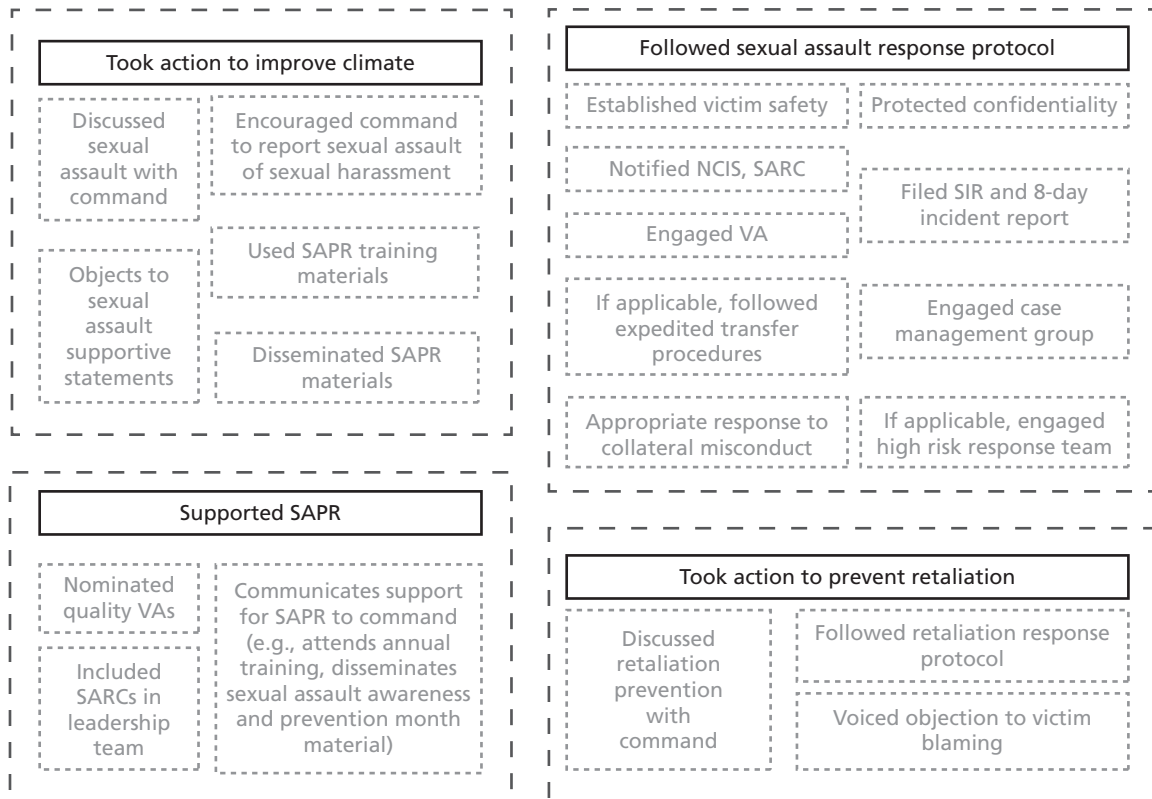 Took action to improve climate
Discussed
sexual
assault with
command
Encouraged command
to report sexual assault
of sexual harassment
Objects to
sexual
assault
supportive
statements
Used SAPR training
materials
Disseminated SAPR
materials
Followed sexual assault response protocol
Established victim safety
Protected confidentiality
Notified NCIS, SARC
Filed SIR and 8-day
incident report
Engaged VA
If applicable, followed
expedited transfer
procedures
Engaged case
management group
Appropriate response to
collateral misconduct
If applicable, engaged
high risk response team
Supported SAPR
Nominated
quality VAs
Included
SARCs in
leadership
team
Communicates support
for SAPR to command
(e.g., attends annual
training, disseminates
sexual assault awareness
and prevention month
material)
Took action to prevent retaliation
Discussed
retaliation
prevention
with
command
Followed retaliation response
protocol
Voiced objection to victim
blaming